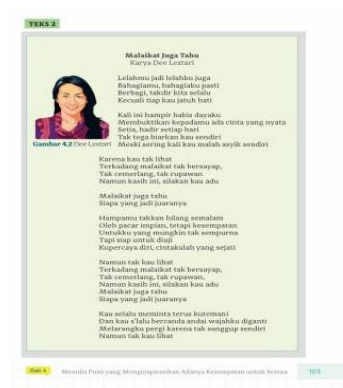 TEKS 2
Malaikat Juga Tahu
Karya Dee Lestari
Lelahmu jadi lelahku juga
Bahagiamu, bahagiaku pasti
Berbagi, takdir kita selalu
Kecuali tiap kau jatuh hati
Kali ini hampir habis dayaku
Membuktikan kepadamu ada cinta yang nyata
Setia, hadir setiap hari
Tak tega biarkan kau sendiri
Meski sering kali kau malah asyik sendiri
Gambar 4.2 Dee Lestari
Karena kau tak lihat
Terkadang malaikat tak bersayap,
Tak cemerlang, tak rupawan
Namun kasih ini, silakan kau adu
Malaikat juga tahu
Siapa yang jadi juaranya
Hampamu takkan hilang semalam
Oleh pacar impian, tetapi kesempatan
Untukku yang mungkin tak sempurna
Tapi siap untuk diuji
Kupercaya diri, cintakulah yang sejati
Namun tak kau lihat
Terkadang malaikat tak bersayap,
Tak cemerlang, tak rupawan
Namun kasih ini, silakan kau adu
Malaikat juga tahu
Siapa yang jadi juaranya
Kau selalu meminta terus kutemani
Dan kau s'lalu bercanda andai wajahku diganti
Melarangku pergi karena tak sanggup sendiri
Namun tak kau lihat
Bab 4 Menulis Puisi yang Menginspirasikan Adanya Kesempatan untuk Semua 103